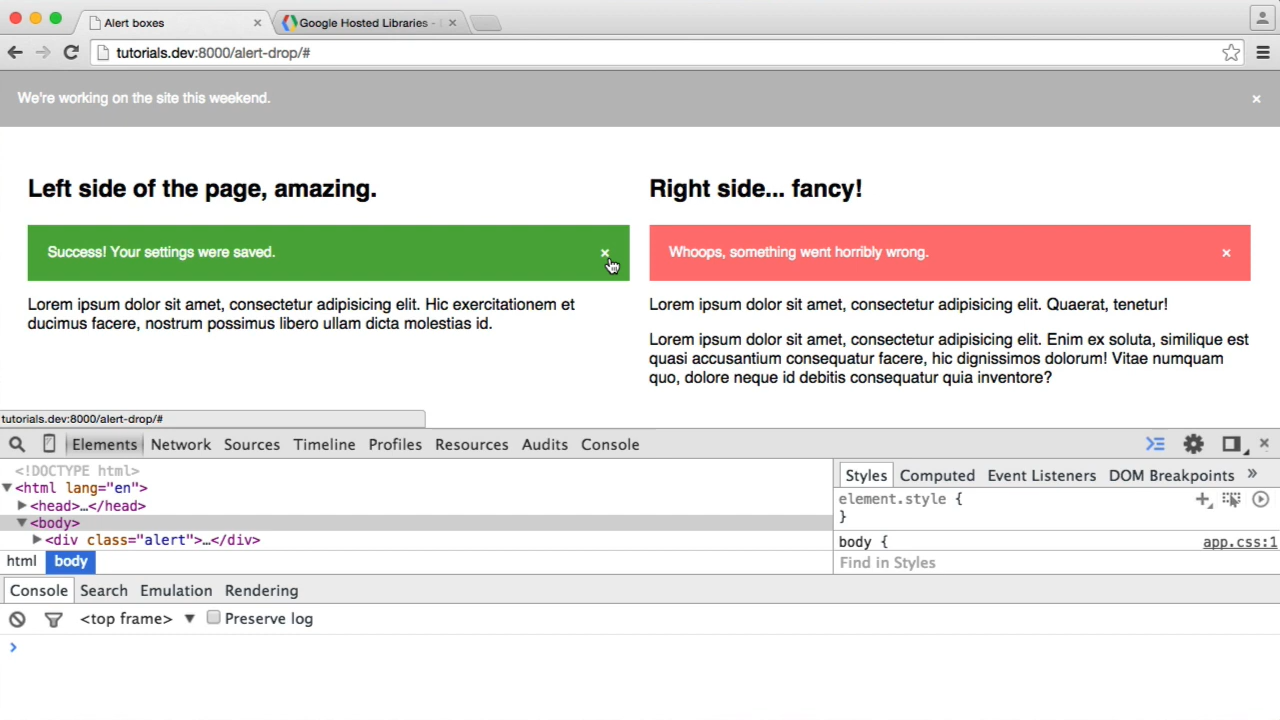 Alert boxes ×
Google Hosted Libraries - ×
tutorials.dev:8000/alert-drop/#
We're working on the site this weekend. ×
Left side of the page, amazing.
Success! Your settings were saved. ×
Lorem ipsum dolor sit amet, consectetur adipisicing elit. Hic exercitationem et
ducimus facere, nostrum possimus libero ullam dicta molestias id.
Right side... fancy!
Whoops, something went horribly wrong. ×
Lorem ipsum dolor sit amet, consectetur adipisicing elit. Quaerat, tenetur!
Lorem ipsum dolor sit amet, consectetur adipisicing elit. Enim ex soluta, similique est
quasi accusantium consequatur facere, hic dignissimos dolorum! Vitae numquam
quo, dolore neque id debitis consequatur quia inventore?
tutorials.dev:8000/alert-drop/#
Elements Network Sources Timeline Profiles Resources Audits Console
<!DOCTYPE html>
<html lang="en">
<head>…</head>
<body>
<div class="alert">…</div>
html body
Styles Computed Event Listeners DOM Breakpoints »
element.style {
}
body { app.css:1
Find in Styles
Console Search Emulation Rendering
<top frame> ▼ Preserve log